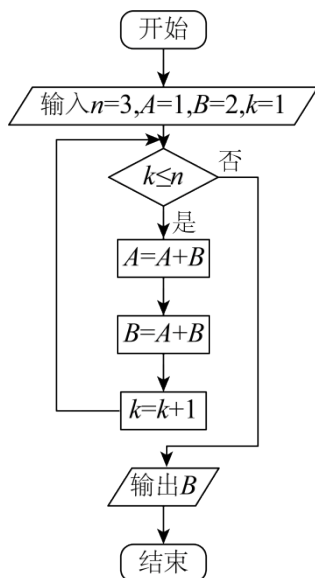 开始
输入n=3,A=1,B=2,k=1
k≤n
否
是
A=A+B
B=A+B
k=k+1
输出B
结束